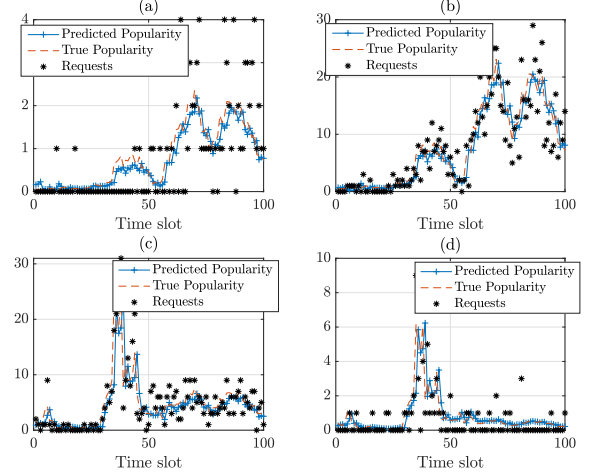 (a)
4
3
2
1
0
Predicted Popularity
True Popularity
Requests
0
50
100
Time slot
(b)
30
20
10
0
Predicted Popularity
True Popularity
Requests
0
50
100
Time slot
(c)
30
20
10
0
Predicted Popularity
True Popularity
Requests
0
50
100
Time slot
(d)
10
8
6
4
2
0
Predicted Popularity
True Popularity
Requests
0
50
100
Time slot